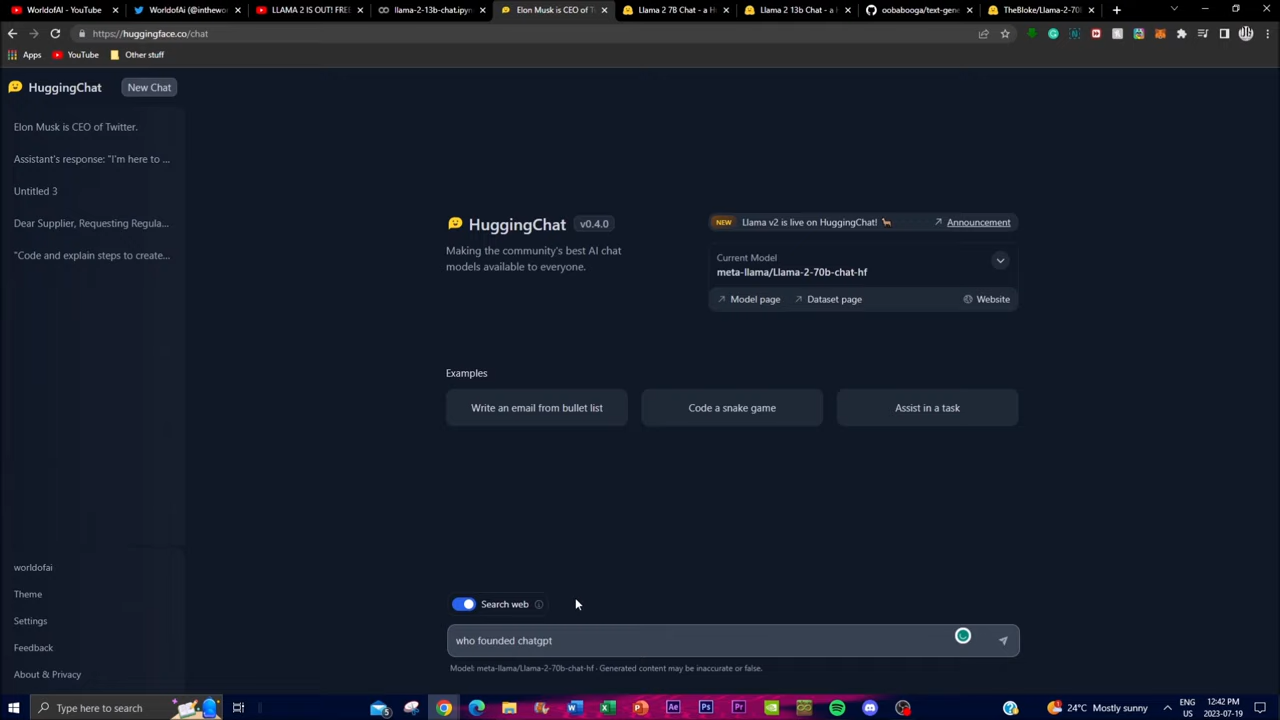 WorldofAI - YouTube
WorldofAI (@inthewo
LLAMA 2 IS OUT! FREE
llama-2-13b-chat.ipyn
Elon Musk is CEO of T
Llama 2 7B Chat - a H
Llama 2 13b Chat - a
oobabooga/text-gene
TheBloke/Llama-2-70
https://huggingface.co/chat
Apps
YouTube
Other stuff
HuggingChat
New Chat
Elon Musk is CEO of Twitter.
Assistant's response: "I'm here to ...
Untitled 3
Dear Supplier, Requesting Regula...
"Code and explain steps to create...
HuggingChat v0.4.0
Making the community's best AI chat
models available to everyone.
NEW Llama v2 is live on HuggingChat! 🦙 Announcement
Current Model
meta-llama/Llama-2-70b-chat-hf
Model page Dataset page Website
Examples
Write an email from bullet list
Code a snake game
Assist in a task
worldofai
Theme
Settings
Feedback
About & Privacy
Search web
who founded chatgpt
Model: meta-llama/Llama-2-70b-chat-hf · Generated content may be inaccurate or false.
Type here to search
24°C Mostly sunny
ENG
US
12:42 PM
2023-07-19